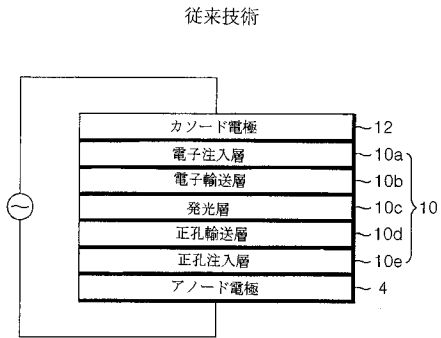 従来技術
カソード電極 12
電子注入層 10a
電子輸送層 10b
発光層 10c 10
正孔輸送層 10d
正孔注入層 10e
アノード電極 4